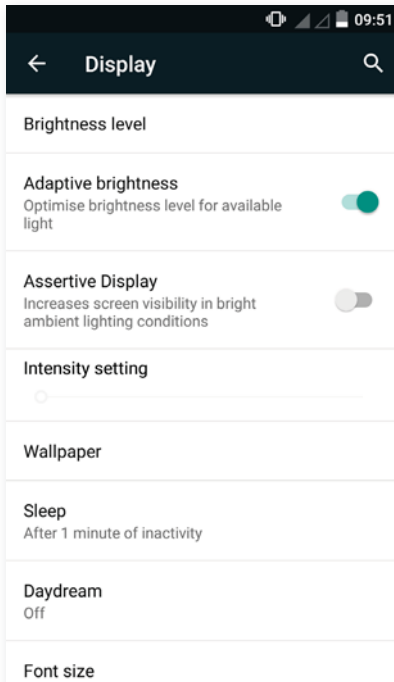 09:51
Display
Brightness level
Adaptive brightness
Optimise brightness level for available
light
Assertive Display
Increases screen visibility in bright
ambient lighting conditions
Intensity setting
Wallpaper
Sleep
After 1 minute of inactivity
Daydream
Off
Font size